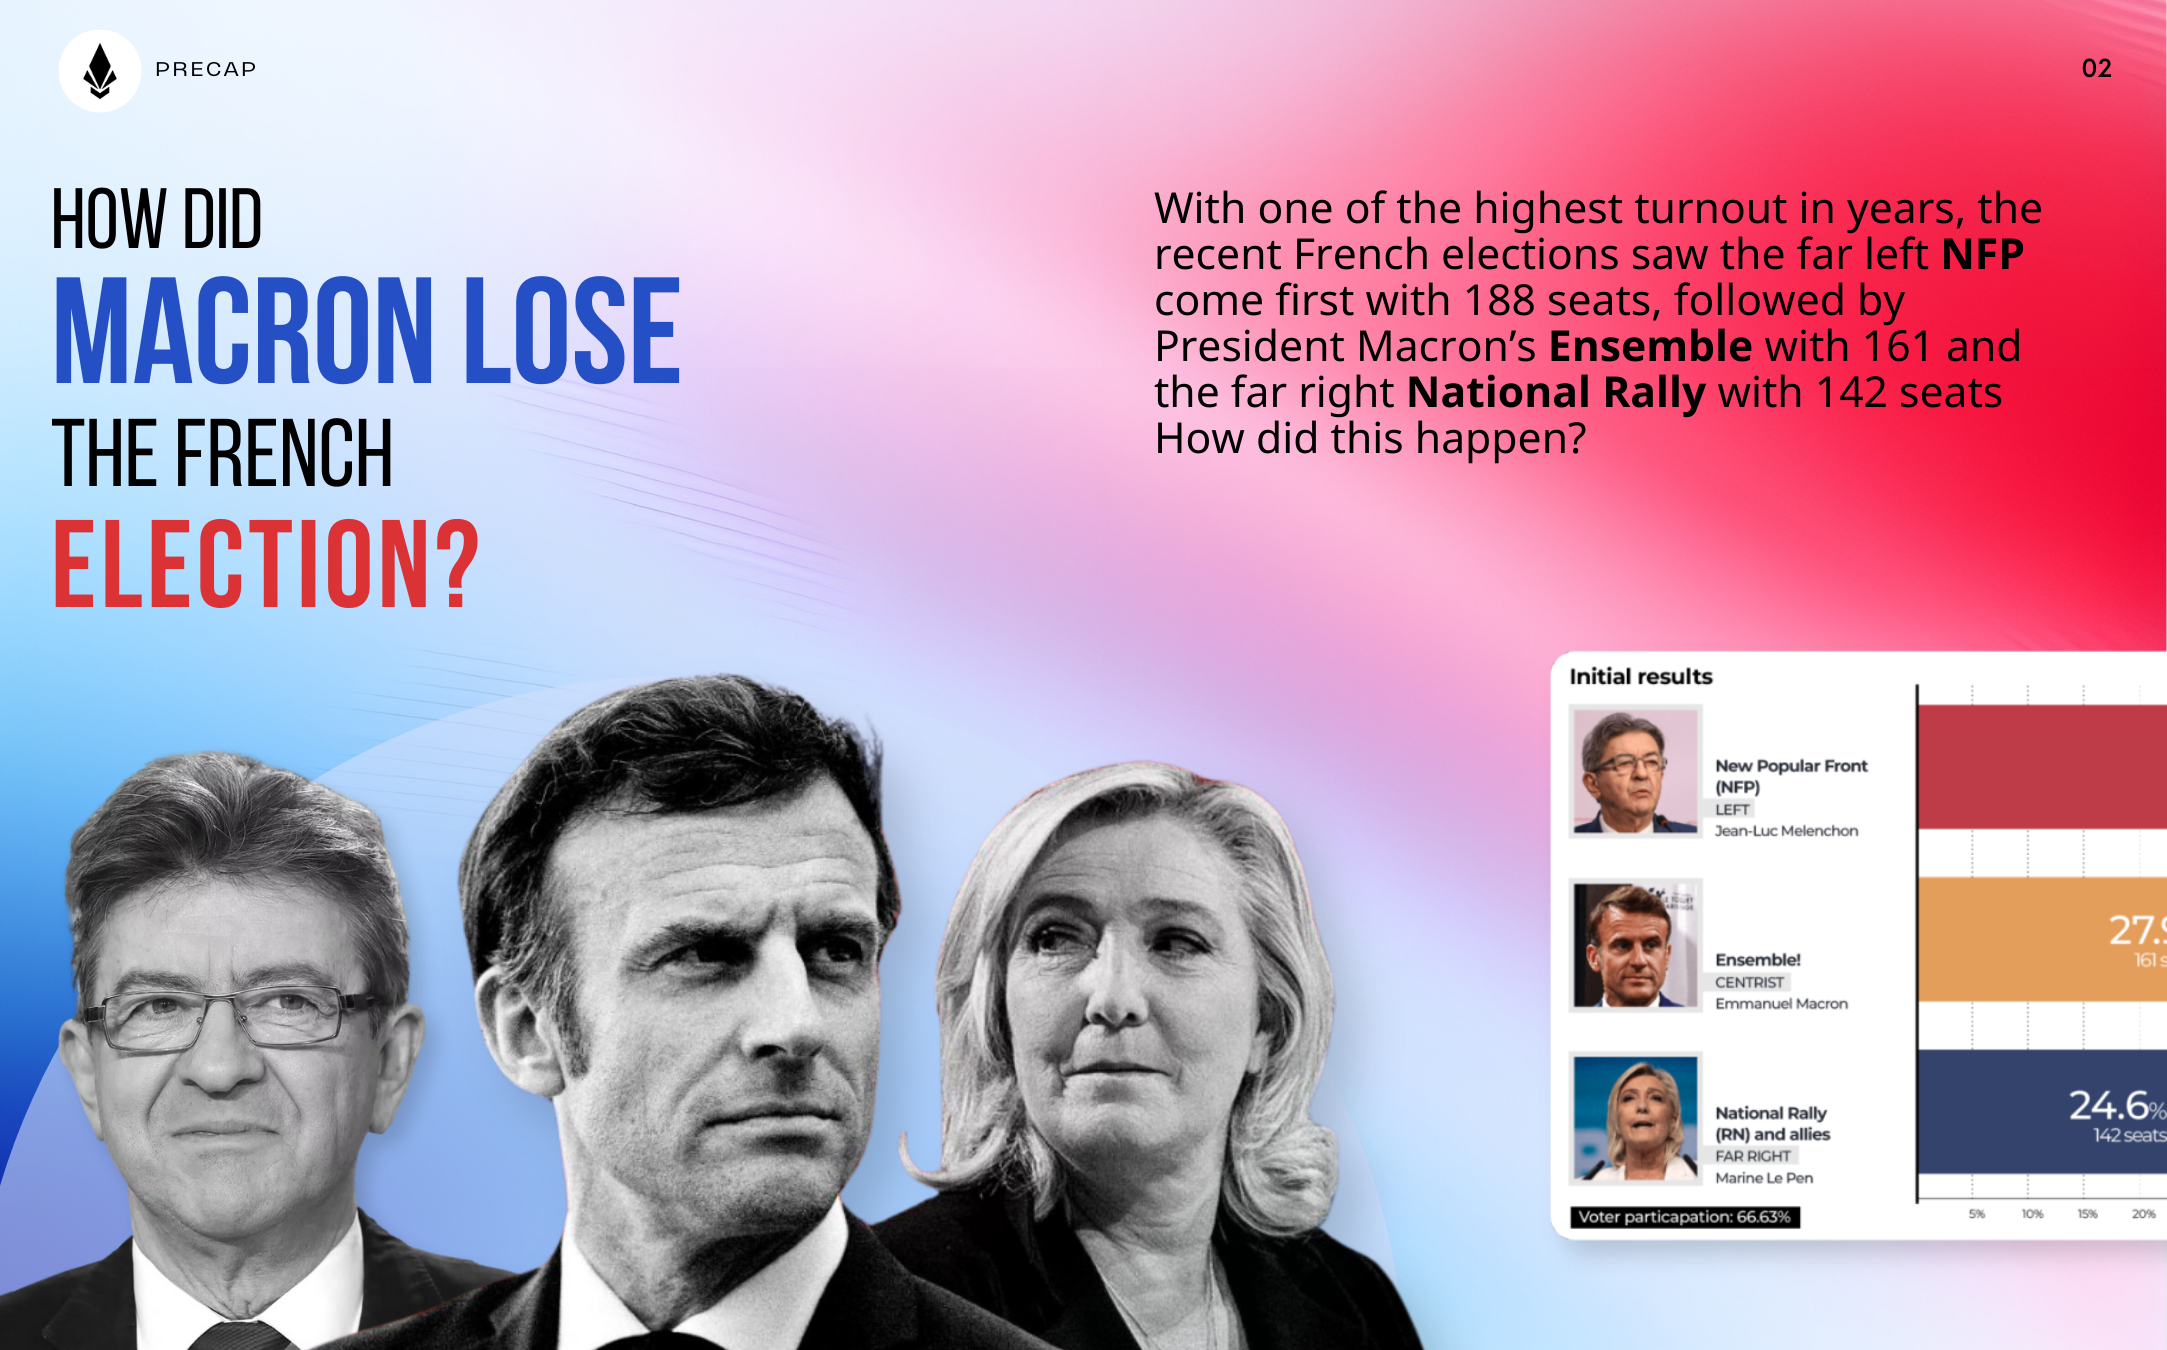 PRECAP
02
HOW DID
MACRON LOSE
THE FRENCH
ELECTION?
With one of the highest turnout in years, the
recent French elections saw the far left NFP
come first with 188 seats, followed by
President Macron’s Ensemble with 161 and
the far right National Rally with 142 seats
How did this happen?
Initial results
New Popular Front
(NFP)
LEFT
Jean-Luc Melenchon
Ensemble!
CENTRIST
Emmanuel Macron
27.9
161 s
National Rally
(RN) and allies
FAR RIGHT
Marine Le Pen
24.6%
142 seats
5% 10% 15% 20%
Voter particapation: 66.63%